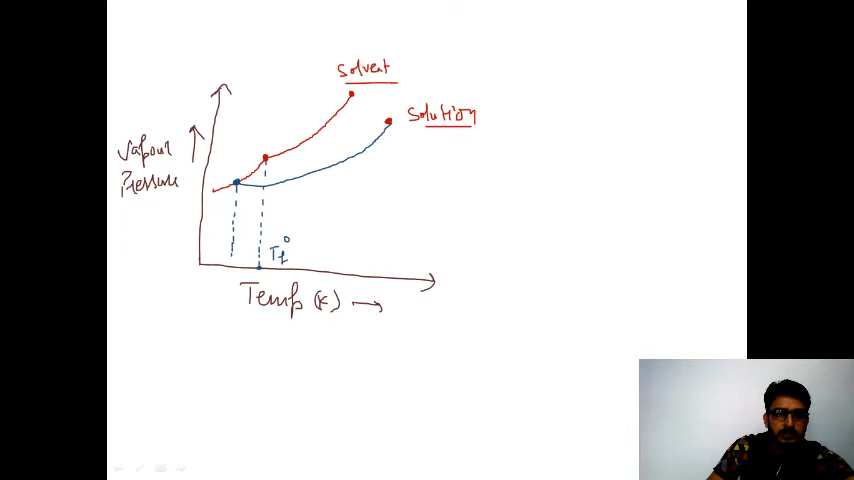 Solvent
Solution
Vapour
Pressure
Tf°
Temp (K) →